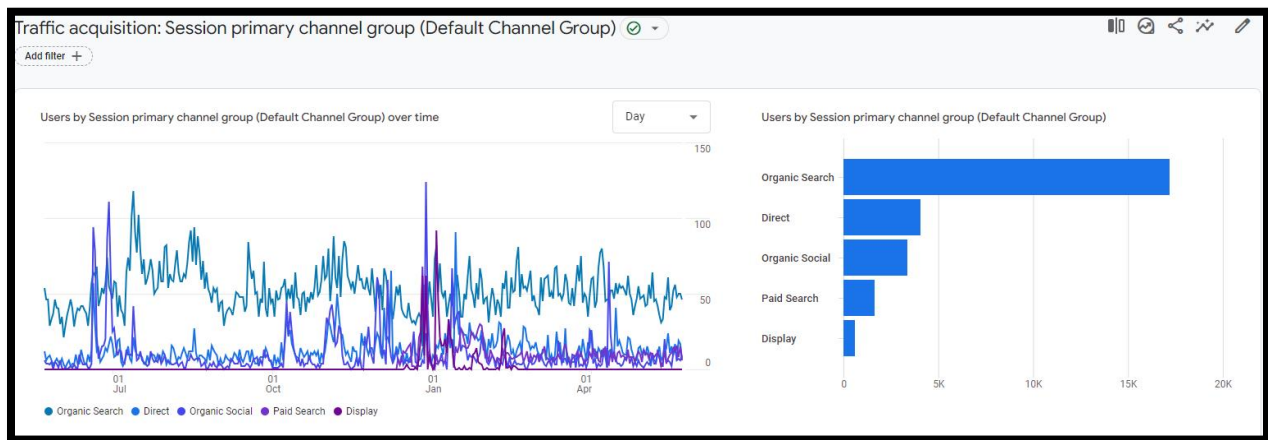 Traffic acquisition: Session primary channel group (Default Channel Group)
Add filter +
Users by Session primary channel group (Default Channel Group) over time
Day
150
100
50
0
01
Jul
01
Oct
01
Jan
01
Apr
Organic Search
Direct
Organic Social
Paid Search
Display
Users by Session primary channel group (Default Channel Group)
Organic Search
Direct
Organic Social
Paid Search
Display
0
5K
10K
15K
20K